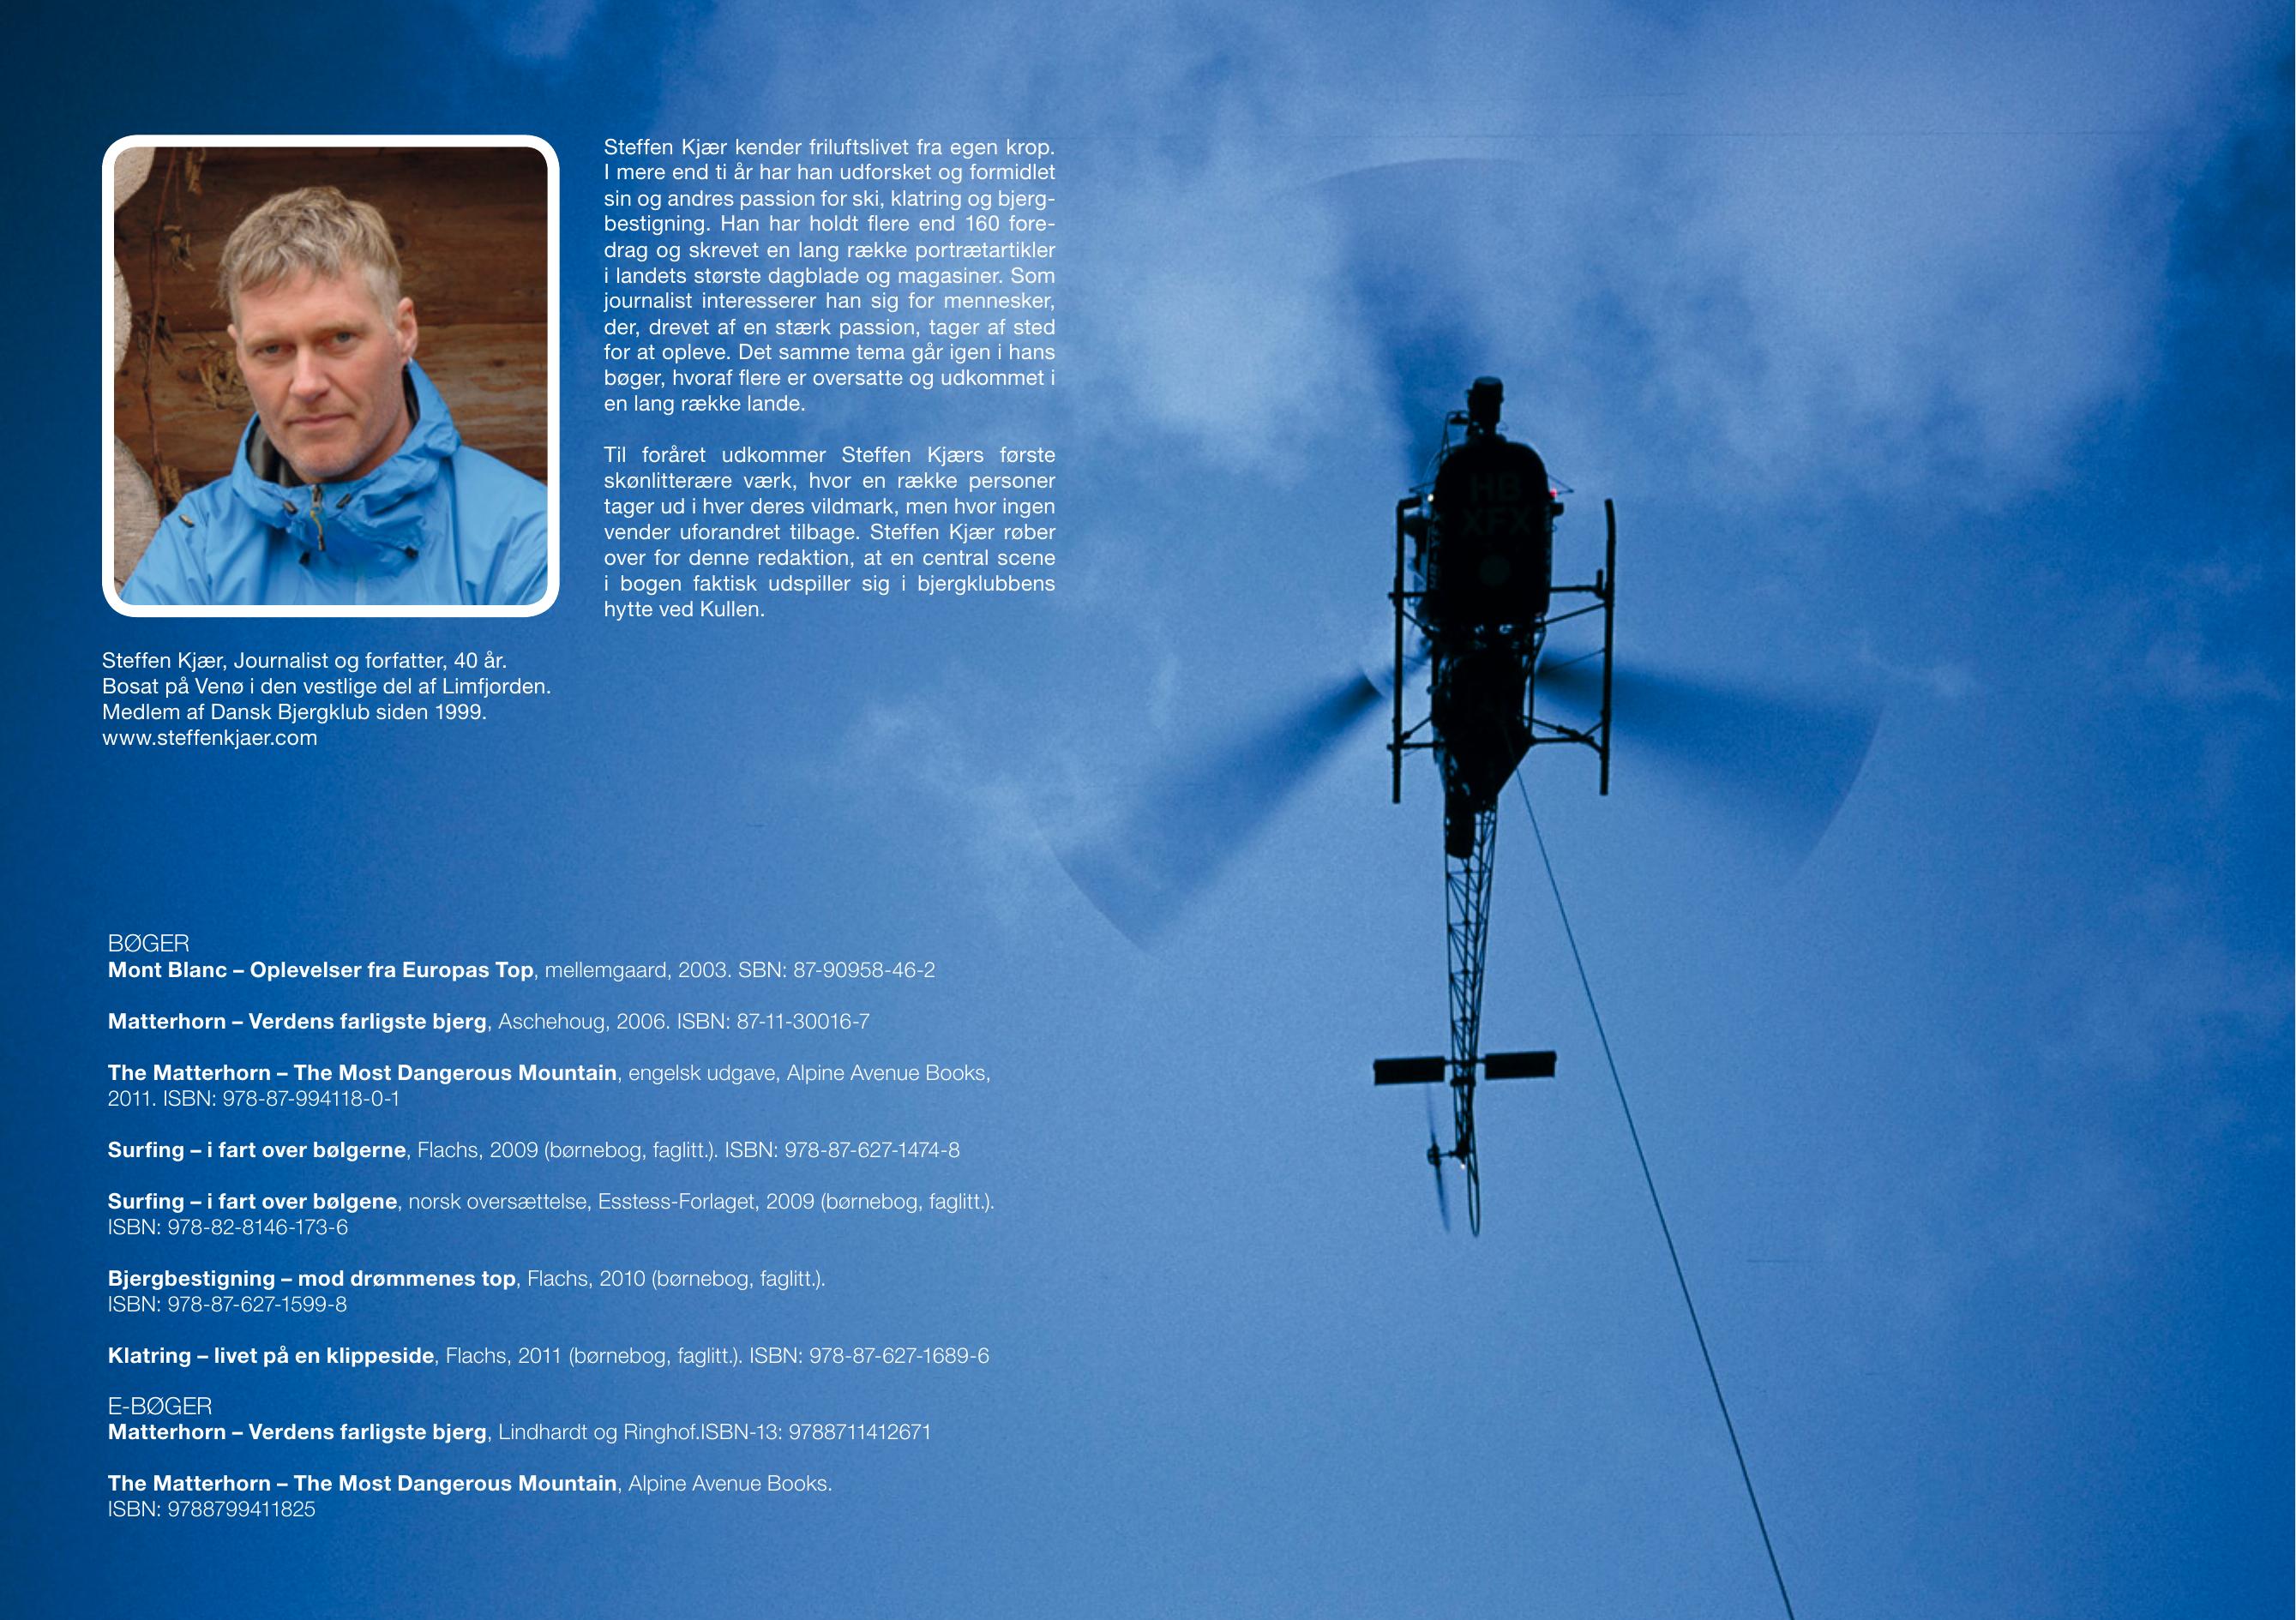 Steffen Kjær kender friluftslivet fra egen krop.
I mere end ti år har han udforsket og formidlet
sin og andres passion for ski, klatring og bjerg-
bestigning. Han har holdt flere end 160 fore-
drag og skrevet en lang række portrætartikler
i landets største dagblade og magasiner. Som
journalist interesserer han sig for mennesker,
der, drevet af en stærk passion, tager af sted
for at opleve. Det samme tema går igen i hans
bøger, hvoraf flere er oversatte og udkommet i
en lang række lande.
Til foråret udkommer Steffen Kjærs første
skønlitterære værk, hvor en række personer
tager ud i hver deres vildmark, men hvor ingen
vender uforandret tilbage. Steffen Kjær røber
over for denne redaktion, at en central scene
i bogen faktisk udspiller sig i bjergklubbens
hytte ved Kullen.
Steffen Kjær, Journalist og forfatter, 40 år.
Bosat på Venø i den vestlige del af Limfjorden.
Medlem af Dansk Bjergklub siden 1999.
www.steffenkjaer.com
BØGER
Mont Blanc – Oplevelser fra Europas Top, mellemgaard, 2003. SBN: 87-90958-46-2
Matterhorn – Verdens farligste bjerg, Aschehoug, 2006. ISBN: 87-11-30016-7
The Matterhorn – The Most Dangerous Mountain, engelsk udgave, Alpine Avenue Books,
2011. ISBN: 978-87-994118-0-1
Surfing – i fart over bølgerne, Flachs, 2009 (børnebog, faglitt.). ISBN: 978-87-627-1474-8
Surfing – i fart over bølgene, norsk oversættelse, Esstess-Forlaget, 2009 (børnebog, faglitt.).
ISBN: 978-82-8146-173-6
Bjergbestigning – mod drømmenes top, Flachs, 2010 (børnebog, faglitt.).
ISBN: 978-87-627-1599-8
Klatring – livet på en klippeside, Flachs, 2011 (børnebog, faglitt.). ISBN: 978-87-627-1689-6
E-BØGER
Matterhorn – Verdens farligste bjerg, Lindhardt og Ringhof.ISBN-13: 9788711412671
The Matterhorn – The Most Dangerous Mountain, Alpine Avenue Books.
ISBN: 9788799411825
HB
XFX